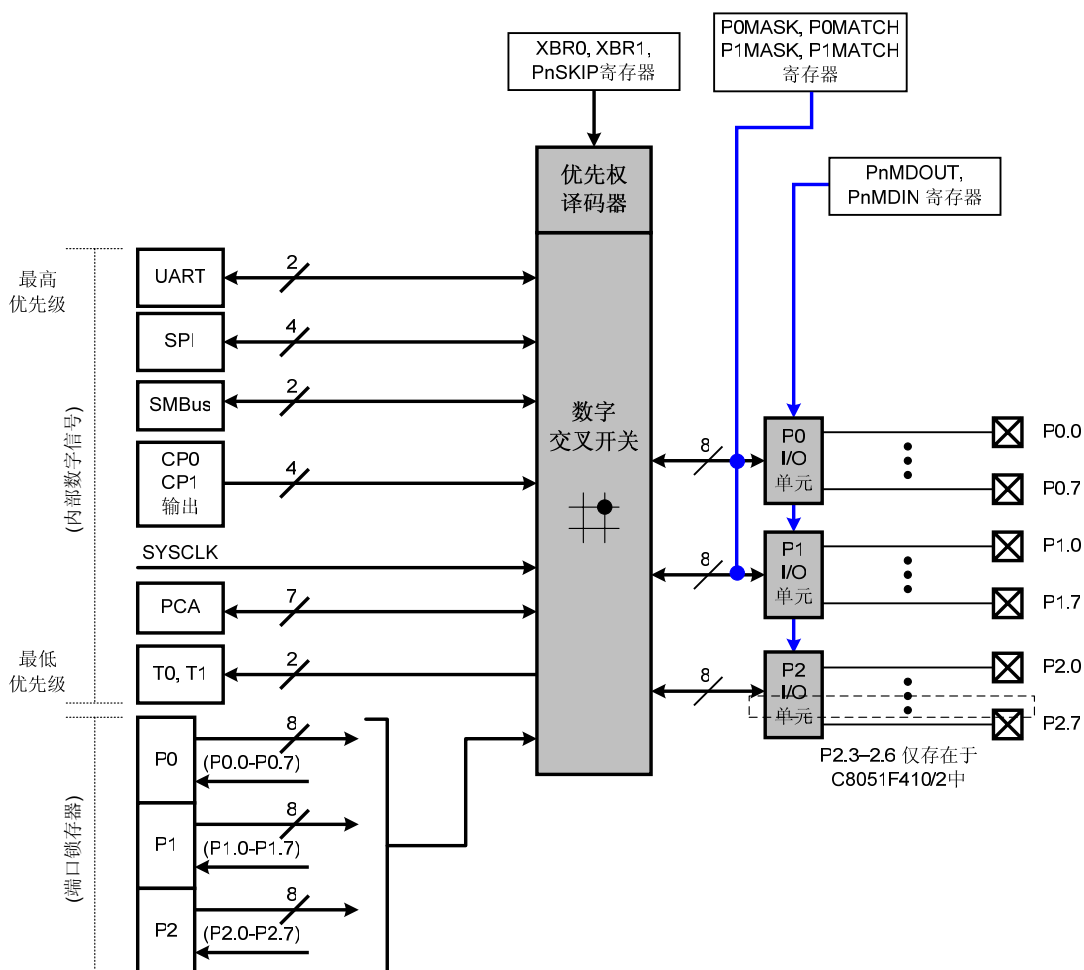 XBR0, XBR1,
PnSKIP寄存器
P0MASK, P0MATCH
P1MASK, P1MATCH
寄存器
PnMDOUT,
PnMDIN 寄存器
优先权
译码器
最高
优先级
(内部数字信号)
UART
2
SPI
4
SMBus
2
CP0
CP1
输出
4
SYSCLK
PCA
7
最低
优先级
T0, T1
2
数字
交叉开关
8
P0
I/O
单元
P0.0
P0.7
8
P1
I/O
单元
P1.0
P1.7
8
P2
I/O
单元
P2.0
P2.7
P2.3–2.6 仅存在于
C8051F410/2中
(端口锁存器)
P0
8
(P0.0-P0.7)
P1
8
(P1.0-P1.7)
P2
8
(P2.0-P2.7)